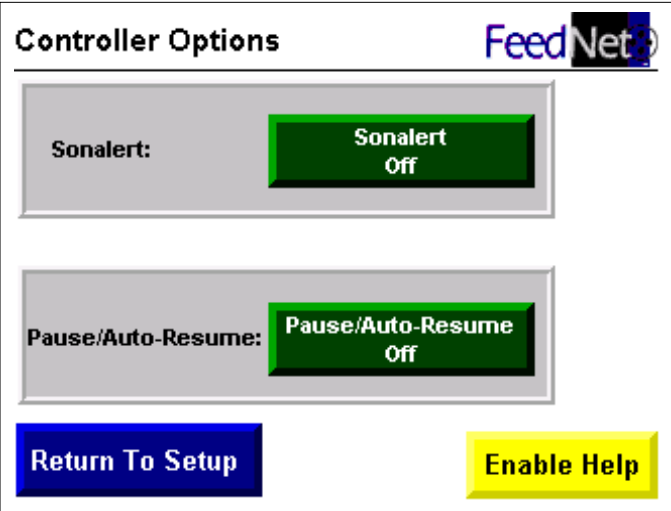 Controller Options
FeedNet
Sonalert:
Sonalert
Off
Pause/Auto-Resume:
Pause/Auto-Resume
Off
Return To Setup
Enable Help